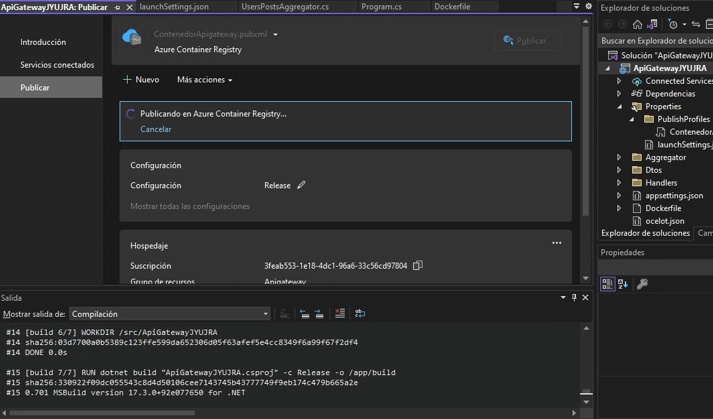 ApiGatewayJYUJRA: Publicar
launchSettings.json
UsersPostsAggregator.cs
Program.cs
Dockerfile
Introducción
Servicios conectados
Publicar
ContenedorApigateway.pubxml
Azure Container Registry
Publicar
Nuevo
Más acciones
Publicando en Azure Container Registry...
Cancelar
Configuración
Configuración
Release
Mostrar todas las configuraciones
Hospedaje
Suscripción
3feab553-1e18-4dc1-96a6-33c56cd97804
Grupo de recursos
Apigateway
Explorador de solucio
Buscar en Explorador de solucio
Solución "ApiGatewayJY
ApiGatewayJYUJRA
Connected Services
Dependencias
Properties
PublishProfiles
Contenedor
launchSettings.j
Aggregator
Dtos
Handlers
appsettings.json
Dockerfile
ocelot.json
Explorador de soluciones
Cam
Propiedades
Salida
Mostrar salida de:
Compilación
#14 [build 6/7] WORKDIR /src/ApiGatewayJYUJRA
#14 sha256:03d7700a0b5389c123ffe599da652306d05f63afef5e4cc8349f6a99f67f2df4
#14 DONE 0.0s
#15 [build 7/7] RUN dotnet build "ApiGatewayJYUJRA.csproj" -c Release -o /app/build
#15 sha256:330922f09dc055543c8d4d50106cee7143745b43777749f9eb174c479b665a2e
#15 0.701 MSBuild version 17.3.0+92e077650 for .NET